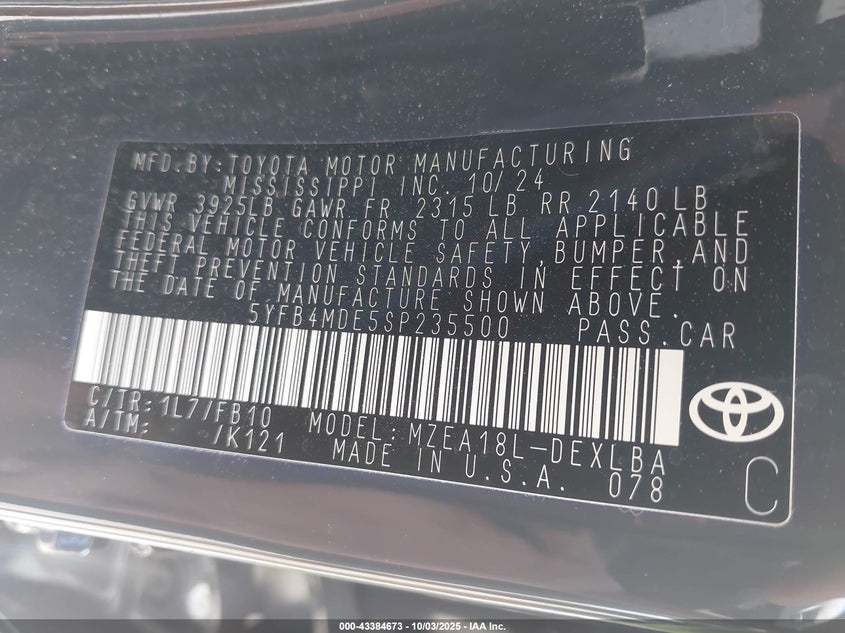 MFD.BY:TOYOTA MOTOR MANUFACTURING
MISSISSIPPI INC. 10/24
GVWR 3925LB GAWR FR 2315 LB RR 2140 LB
THIS VEHICLE CONFORMS TO ALL APPLICABLE
FEDERAL MOTOR VEHICLE SAFETY,BUMPER,AND
THEFT PREVENTION STANDARDS IN EFFECT ON
THE DATE OF MANUFACTURE SHOWN ABOVE.
5YFB4MDE5SP235500 PASS.CAR
C/TR:1L7/FB10 MODEL:MZEA18L-DEXLBA
A/TM: /K121 MADE IN U.S.A. 078
C
000-43384673 - 10/03/2025 - IAA Inc.